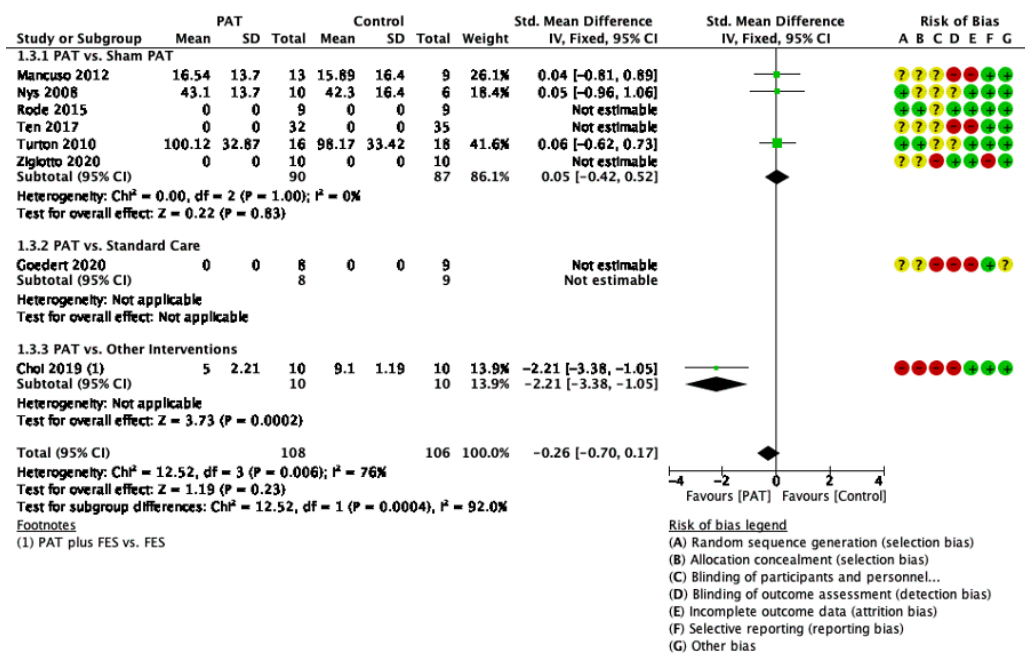 PAT Control Std. Mean Difference Std. Mean Difference Risk of Bias
Study or Subgroup Mean SD Total Mean SD Total Weight IV, Fixed, 95% CI IV, Fixed, 95% CI A B C D E F G
1.3.1 PAT vs. Sham PAT
Mancuso 2012 16.54 13.7 13 15.89 16.4 9 26.1% 0.04 [−0.81, 0.89] ? ? ? − − + +
Nys 2008 43.1 13.7 10 42.3 16.4 6 18.4% 0.05 [−0.96, 1.06] + ? ? ? + + +
Rode 2015 0 0 9 0 0 9 Not estimable + + ? + + + +
Ten 2017 0 0 32 0 0 35 Not estimable ? ? ? − − + +
Turton 2010 100.12 32.87 16 98.17 33.42 18 41.6% 0.06 [−0.62, 0.73] + + ? ? + + +
Ziglotto 2020 0 0 10 0 0 10 Not estimable ? ? − + + − +
Subtotal (95% CI) 90 87 86.1% 0.05 [−0.42, 0.52]
Heterogeneity: Chi² = 0.00, df = 2 (P = 1.00); I² = 0%
Test for overall effect: Z = 0.22 (P = 0.83)
1.3.2 PAT vs. Standard Care
Goedert 2020 0 0 8 0 0 9 Not estimable ? ? − − − + ?
Subtotal (95% CI) 8 9 Not estimable
Heterogeneity: Not applicable
Test for overall effect: Not applicable
1.3.3 PAT vs. Other Interventions
Choi 2019 (1) 5 2.21 10 9.1 1.19 10 13.9% −2.21 [−3.38, −1.05] − − − − + + +
Subtotal (95% CI) 10 10 13.9% −2.21 [−3.38, −1.05]
Heterogeneity: Not applicable
Test for overall effect: Z = 3.73 (P = 0.0002)
Total (95% CI) 108 106 100.0% −0.26 [−0.70, 0.17]
Heterogeneity: Chi² = 12.52, df = 3 (P = 0.006); I² = 76%
Test for overall effect: Z = 1.19 (P = 0.23)
Test for subgroup differences: Chi² = 12.52, df = 1 (P = 0.0004), I² = 92.0%
−4 −2 0 2 4
Favours [PAT] Favours [Control]
Footnotes
(1) PAT plus FES vs. FES
Risk of bias legend
(A) Random sequence generation (selection bias)
(B) Allocation concealment (selection bias)
(C) Blinding of participants and personnel...
(D) Blinding of outcome assessment (detection bias)
(E) Incomplete outcome data (attrition bias)
(F) Selective reporting (reporting bias)
(G) Other bias